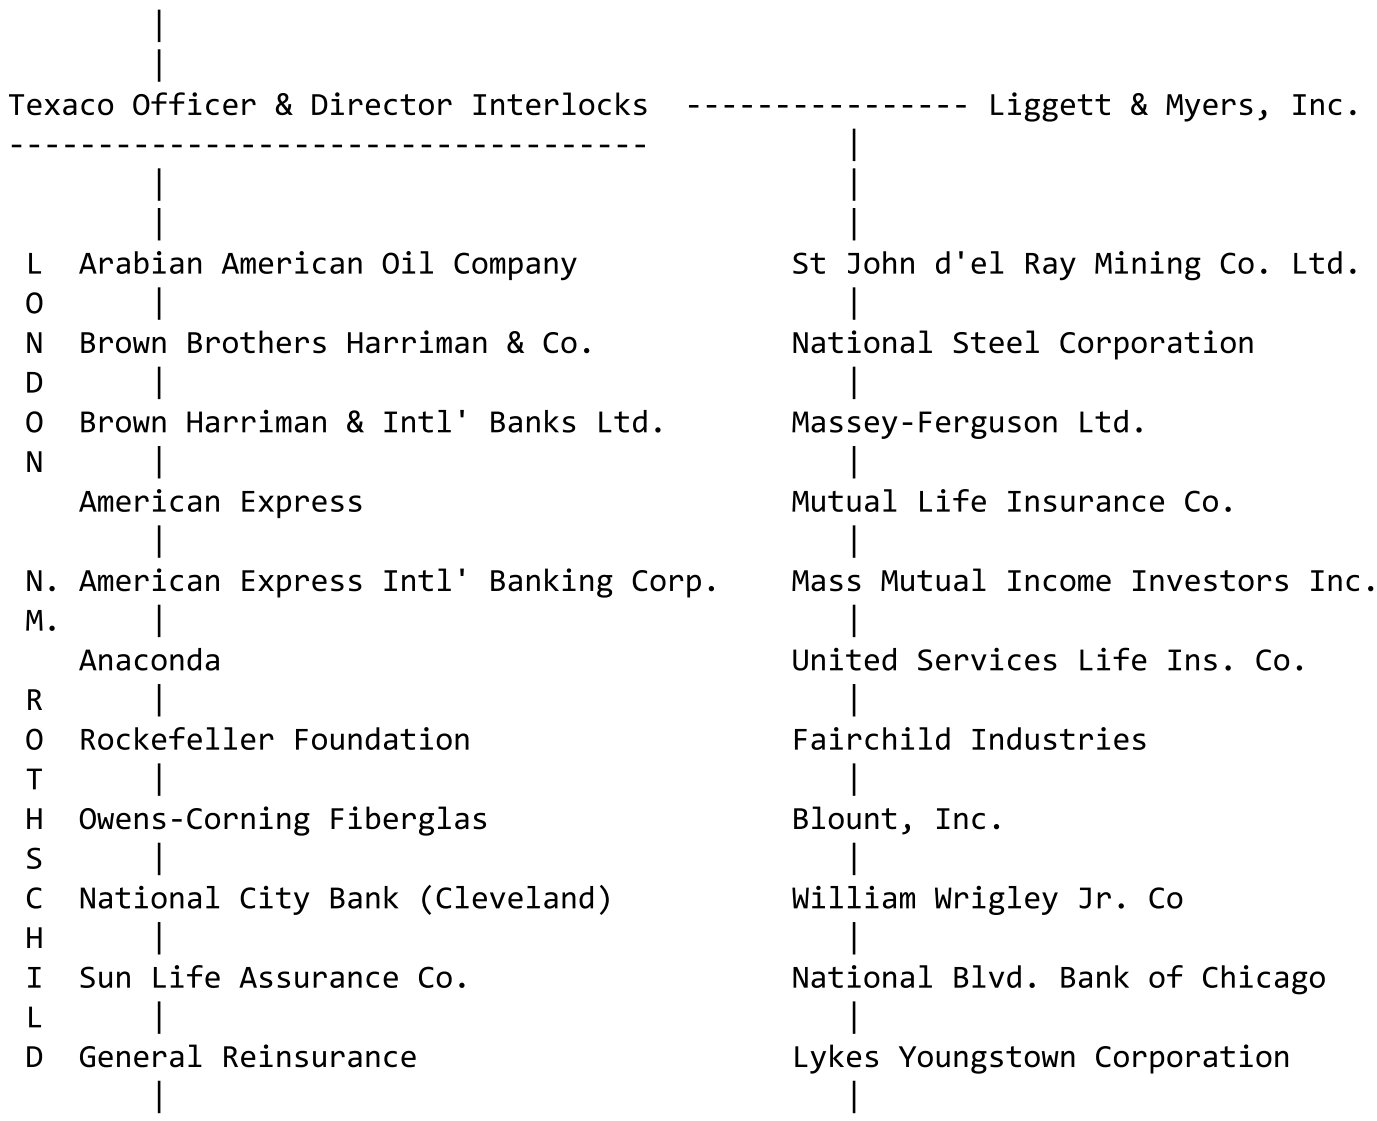 |
|
Texaco Officer & Director Interlocks  ---------------- Liggett & Myers, Inc.
------------------------------------           |
        |                                      |
        |                                      |
 L  Arabian American Oil Company            St John d'el Ray Mining Co. Ltd.
 O      |                                      |
 N  Brown Brothers Harriman & Co.           National Steel Corporation
 D      |                                      |
 O  Brown Harriman & Intl' Banks Ltd.       Massey-Ferguson Ltd.
 N      |                                      |
    American Express                        Mutual Life Insurance Co.
        |                                      |
 N. American Express Intl' Banking Corp.    Mass Mutual Income Investors Inc.
 M.     |                                      |
    Anaconda                                United Services Life Ins. Co.
 R      |                                      |
 O  Rockefeller Foundation                  Fairchild Industries
 T      |                                      |
 H  Owens-Corning Fiberglas                 Blount, Inc.
 S      |                                      |
 C  National City Bank (Cleveland)          William Wrigley Jr. Co
 H      |                                      |
 I  Sun Life Assurance Co.                  National Blvd. Bank of Chicago
 L      |                                      |
 D  General Reinsurance                     Lykes Youngstown Corporation
        |                                      |